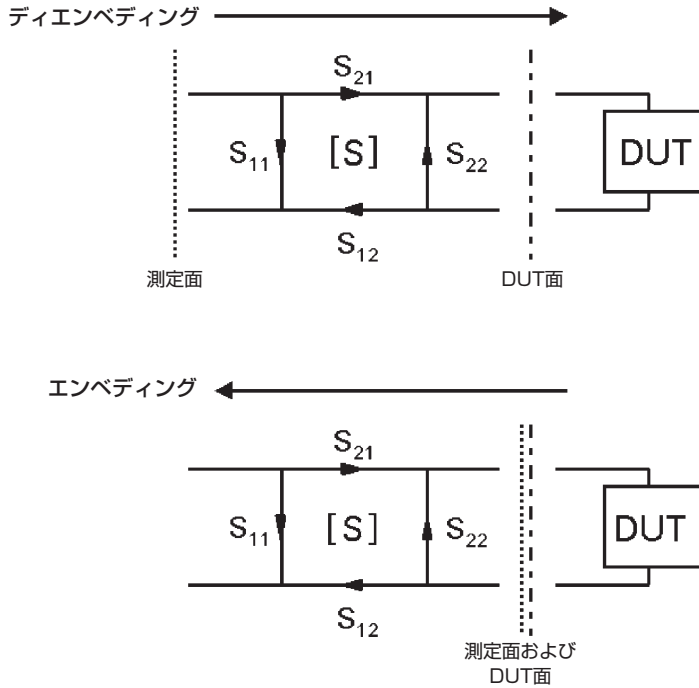 ディエンベディング
S21
S11 [S] S22 DUT
S12
測定面
DUT面
エンベディング
S21
S11 [S] S22 DUT
S12
測定面および
DUT面